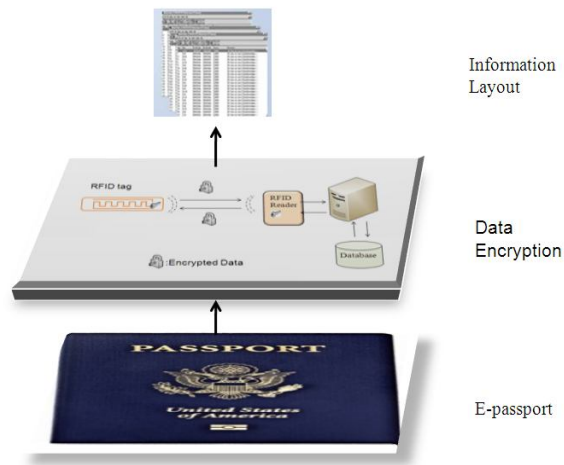 Information
Layout
RFID tag
RFID
Reader
:Encrypted Data
Database
Data
Encryption
PASSPORT
United States
of America
E-passport